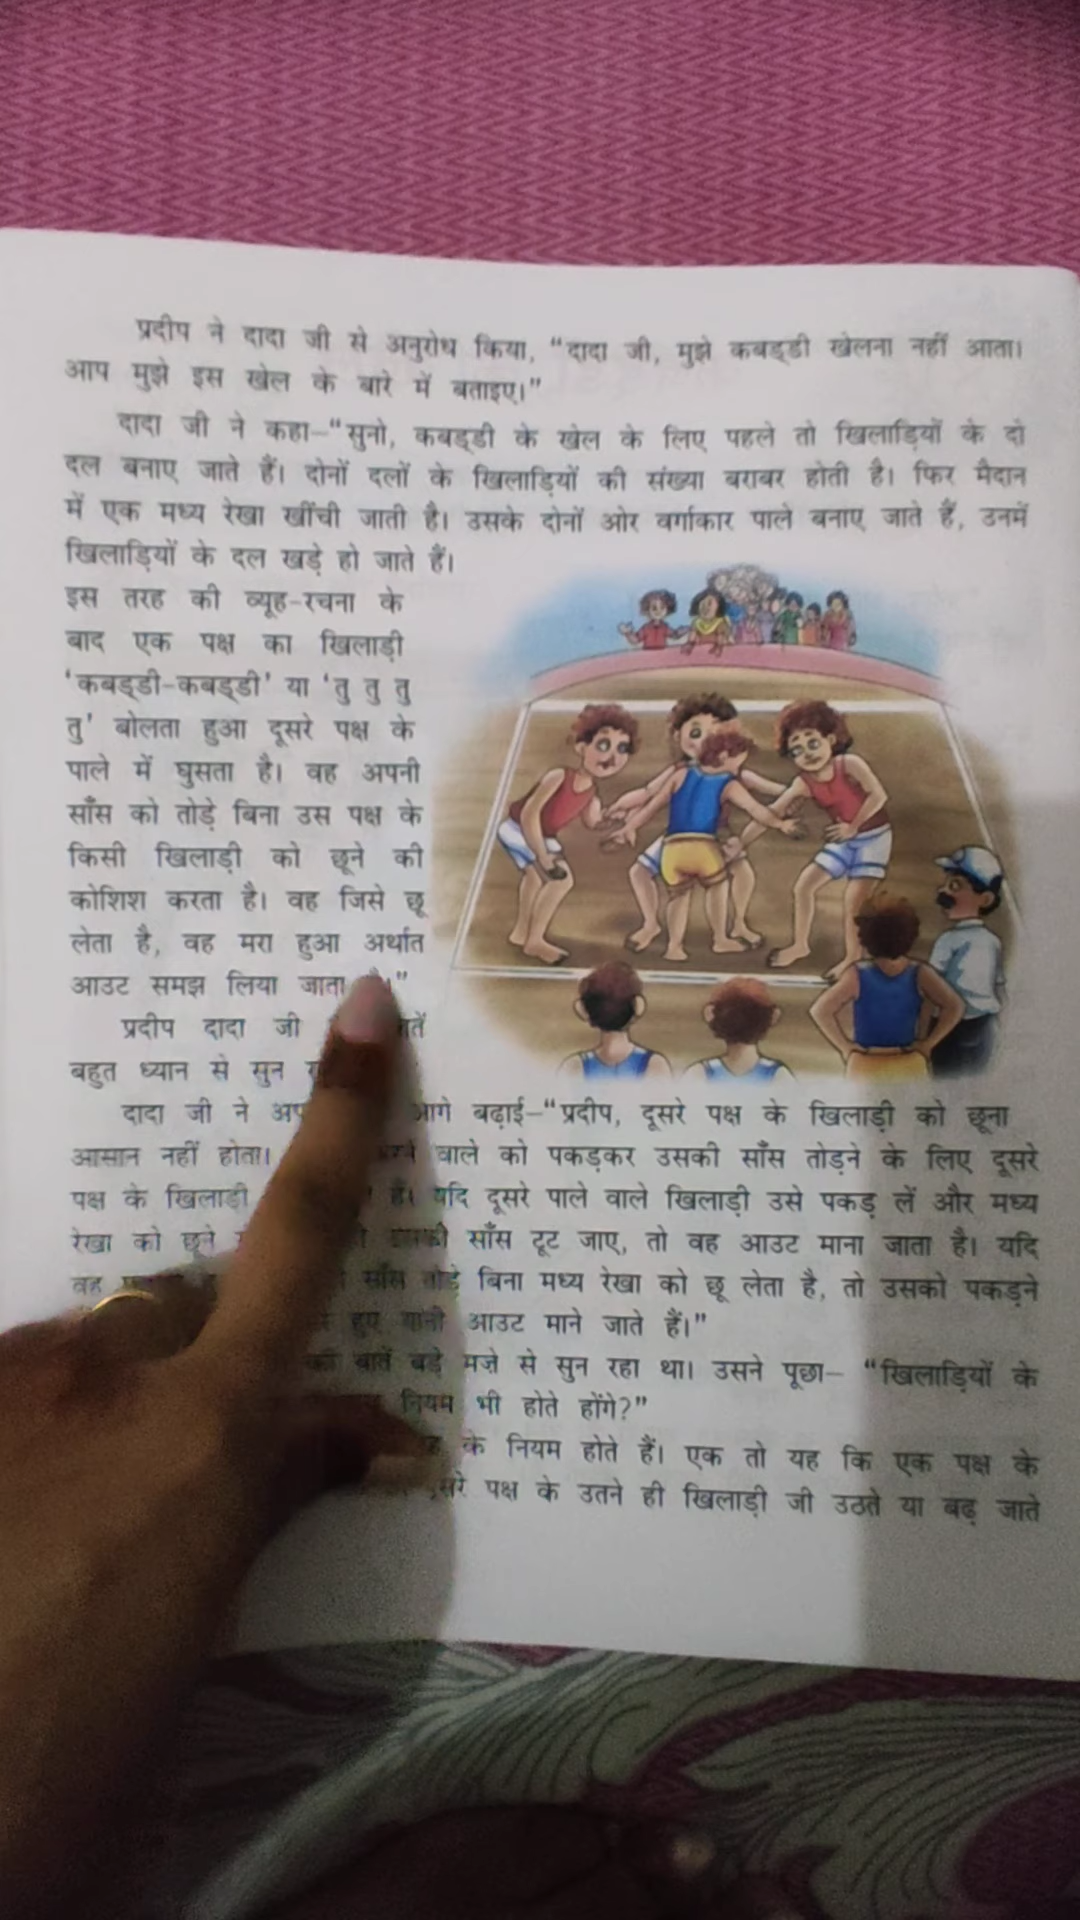 प्रदीप ने दादा जी से अनुरोध किया, “दादा जी, मुझे कबड्डी खेलना नहीं आता।
आप मुझे इस खेल के बारे में बताइए।”
दादा जी ने कहा–“सुनो, कबड्डी के खेल के लिए पहले तो खिलाड़ियों के दो
दल बनाए जाते हैं। दोनों दलों के खिलाड़ियों की संख्या बराबर होती है। फिर मैदान
में एक मध्य रेखा खींची जाती है। उसके दोनों ओर वर्गाकार पाले बनाए जाते हैं, उनमें
खिलाड़ियों के दल खड़े हो जाते हैं।
इस तरह की व्यूह-रचना के
बाद एक पक्ष का खिलाड़ी
‘कबड्डी-कबड्डी’ या ‘तु तु तु
तु’ बोलता हुआ दूसरे पक्ष के
पाले में घुसता है। वह अपनी
साँस को तोड़े बिना उस पक्ष के
किसी खिलाड़ी को छूने की
कोशिश करता है। वह जिसे छू
लेता है, वह मरा हुआ अर्थात
आउट समझ लिया जाता ।”
प्रदीप दादा जी
बहुत ध्यान से सुन
दादा जी ने आगे बढ़ाई–“प्रदीप, दूसरे पक्ष के खिलाड़ी को छूना
आसान नहीं होता। वाले को पकड़कर उसकी साँस तोड़ने के लिए दूसरे
पक्ष के खिलाड़ी हैं। यदि दूसरे पाले वाले खिलाड़ी उसे पकड़ लें और मध्य
रेखा को छूने साँस टूट जाए, तो वह आउट माना जाता है। यदि
वह साँस तोड़े बिना मध्य रेखा को छू लेता है, तो उसको पकड़ने
हुए यानी आउट माने जाते हैं।”
की बातें बड़े मज़े से सुन रहा था। उसने पूछा– “खिलाड़ियों के
नियम भी होते होंगे?”
के नियम होते हैं। एक तो यह कि एक पक्ष के
पक्ष के उतने ही खिलाड़ी जी उठते या बढ़ जाते